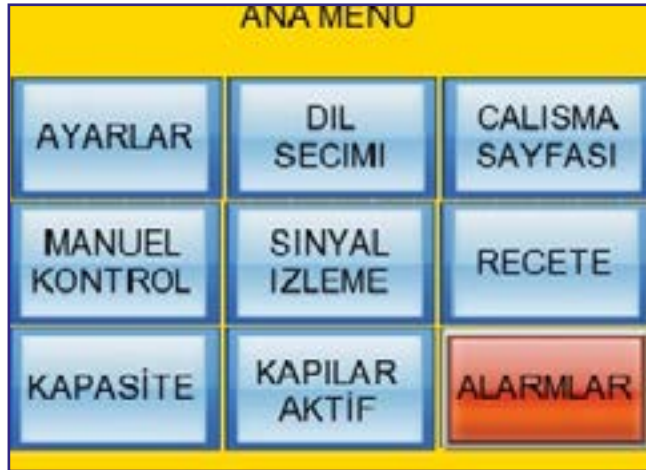 ANA MENU
AYARLAR
DIL
SECIMI
CALISMA
SAYFASI
MANUEL
KONTROL
SINYAL
IZLEME
RECETE
KAPASİTE
KAPILAR
AKTİF
ALARMLAR